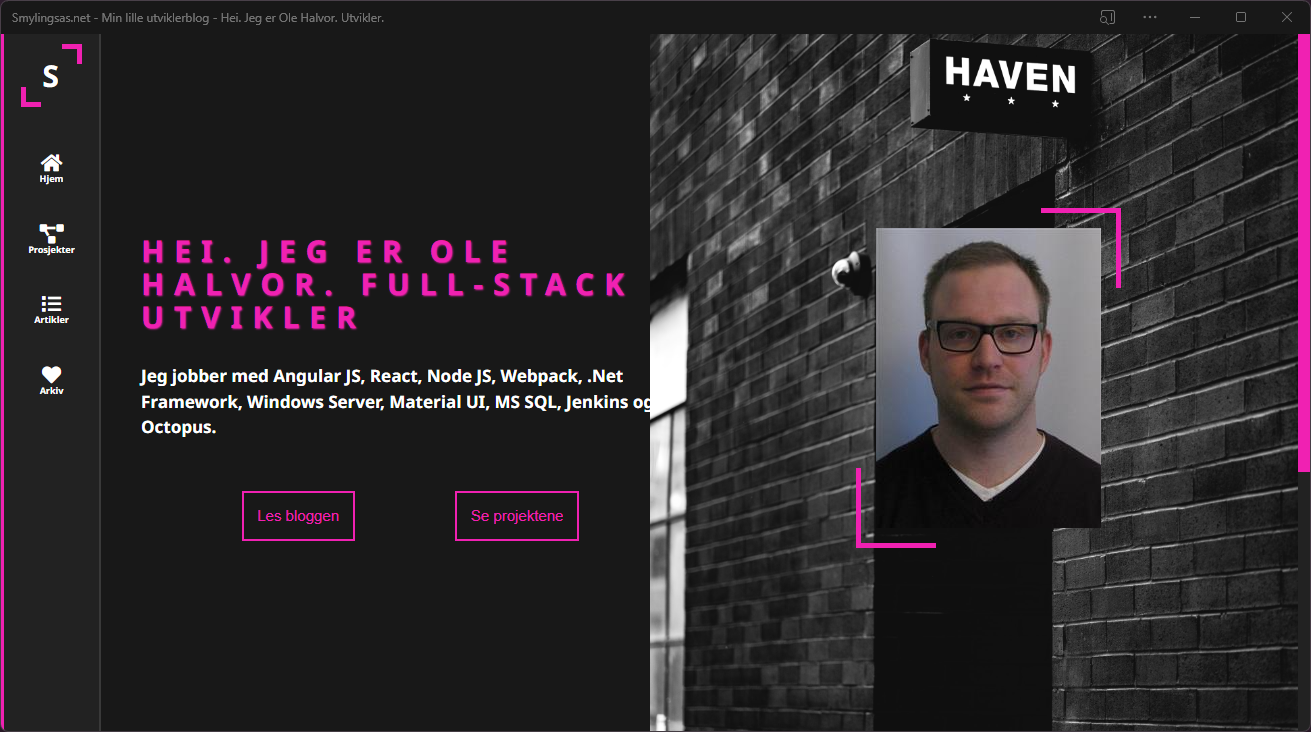 Smylingsas.net - Min lille utviklerblog - Hei. Jeg er Ole Halvor. Utvikler.
S
Hjem
Prosjekter
Artikler
Arkiv
HEI. JEG ER OLE
HALVOR. FULL-STACK
UTVIKLER
Jeg jobber med Angular JS, React, Node JS, Webpack, .Net
Framework, Windows Server, Material UI, MS SQL, Jenkins og
Octopus.
Les bloggen
Se projektene
HAVEN